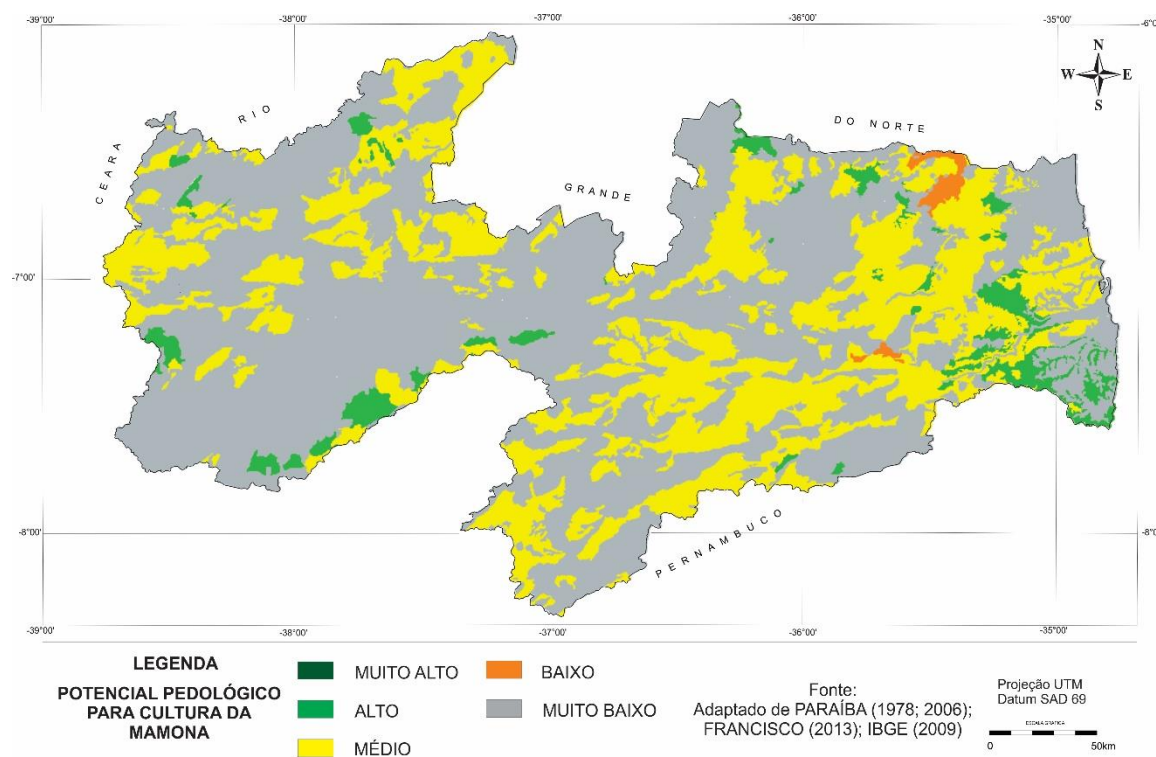 -39°00'
-38°00'
-37°00'
-36°00'
-35°00'
-6°0
N
W E
S
CEARA
RIO
GRANDE
DO NORTE
-7°00'
-7°00'
-8°00'
-8°0
PERNAMBUCO
-39°00'
-38°00'
-37°00'
-36°00'
-35°00'
LEGENDA
POTENCIAL PEDOLÓGICO
PARA CULTURA DA
MAMONA
MUITO ALTO
ALTO
MÉDIO
BAIXO
MUITO BAIXO
Fonte:
Adaptado de PARAÍBA (1978; 2006);
FRANCISCO (2013); IBGE (2009)
Projeção UTM
Datum SAD 69
ESCALA GRÁFICA
0 50km